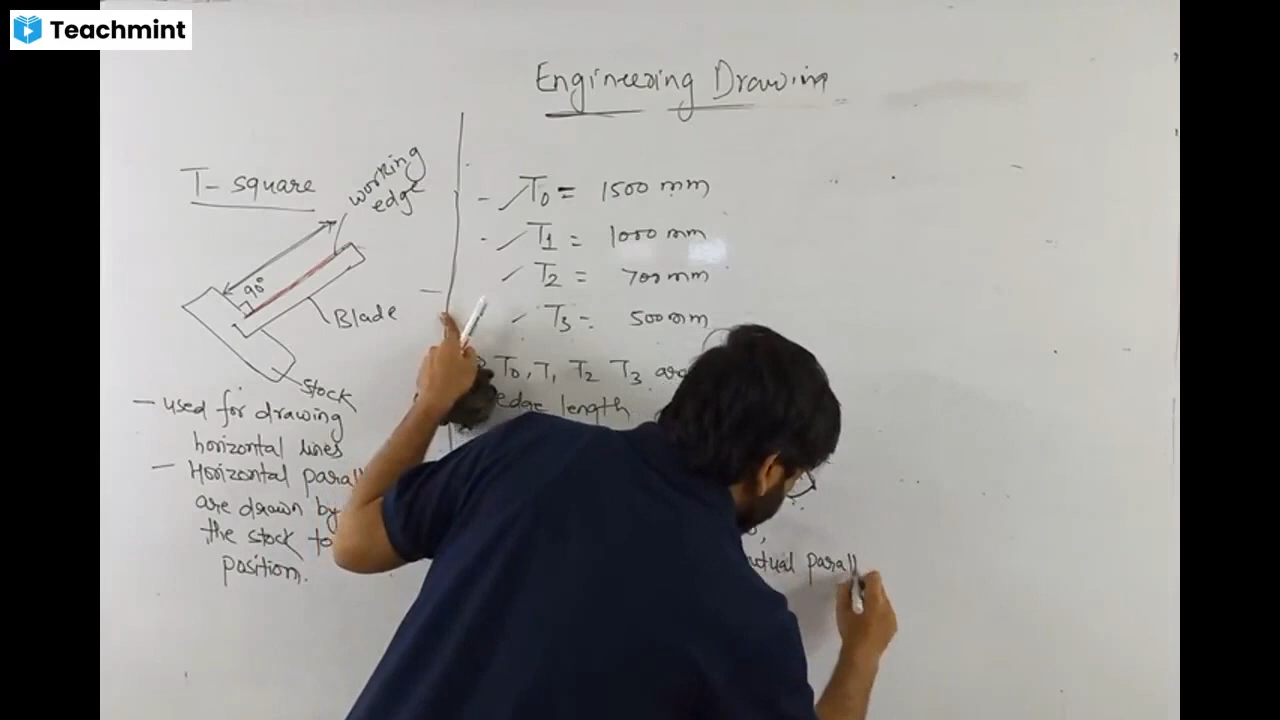 Teachmint
Engineering Drawing
T- square
working
edge
90°
Blade
Stock
- used for drawing
horizontal lines
- Horizontal parall
are drawn by
the stock to
position.
- T0 = 1500 mm
- T1 = 1000 mm
T2 = 700 mm
T3 = 500 mm
T0, T1 T2 T3 are
edge length
parall